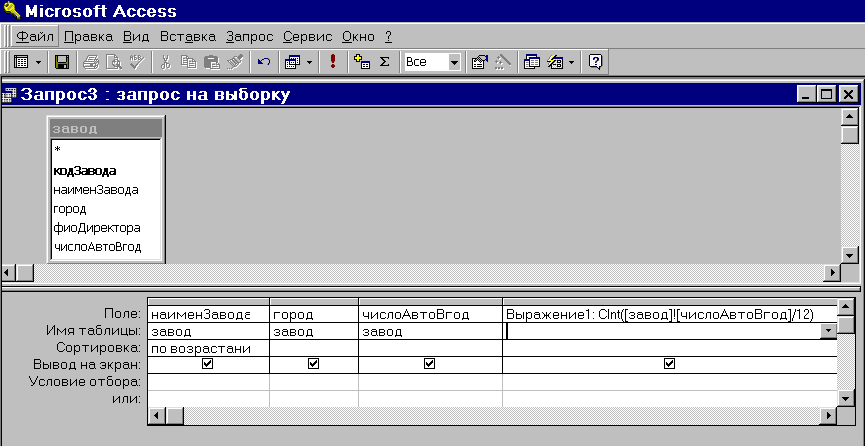 Microsoft Access
Файл Правка Вид Вставка Запрос Сервис Окно ?
Все
Запрос3 : запрос на выборку
завод
*
кодЗавода
наименЗавода
город
фиоДиректора
числоАвтоВгод
Поле: наименЗавода город числоАвтоВгод Выражение1: CInt([завод]![числоАвтоВгод]/12)
Имя таблицы: завод завод завод
Сортировка: по возрастани
Вывод на экран:
Условие отбора:
или: